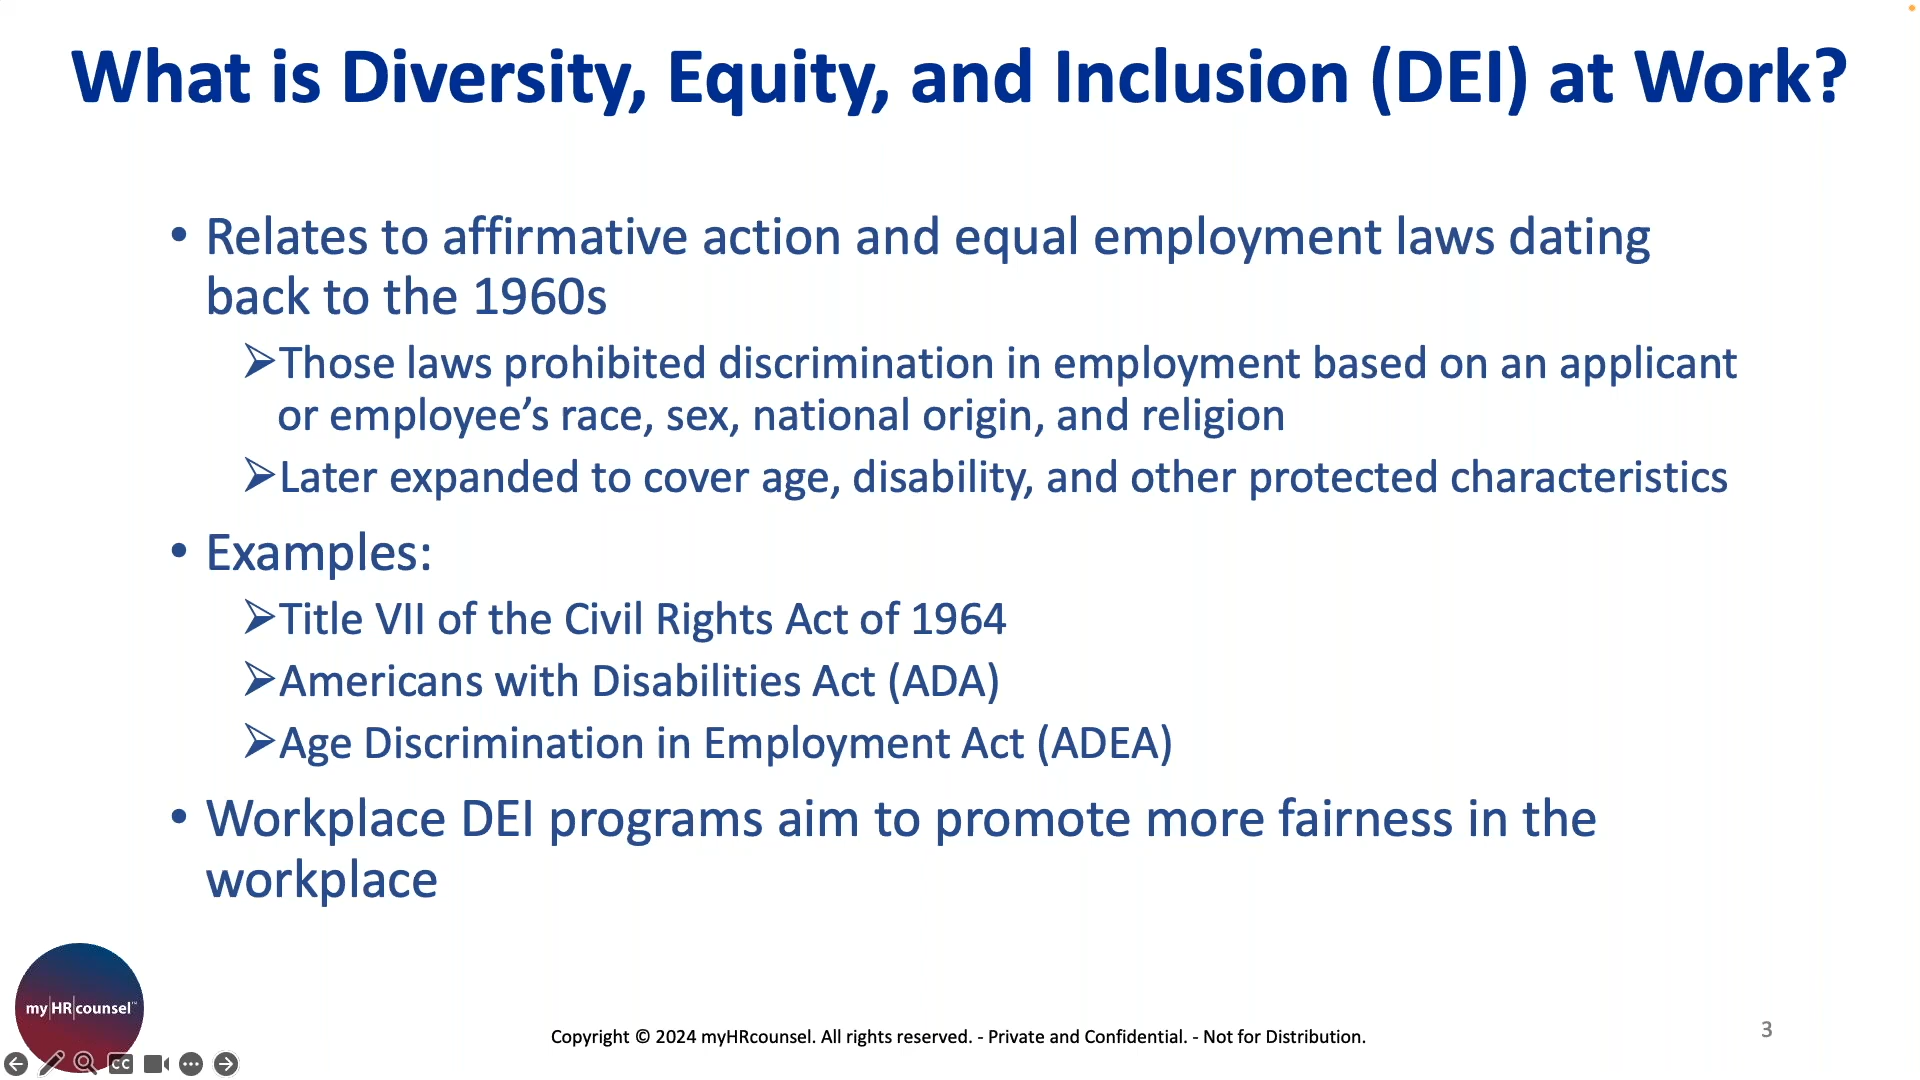 What is Diversity, Equity, and Inclusion (DEI) at Work?
• Relates to affirmative action and equal employment laws dating
back to the 1960s
➢Those laws prohibited discrimination in employment based on an applicant
or employee’s race, sex, national origin, and religion
➢Later expanded to cover age, disability, and other protected characteristics
• Examples:
➢Title VII of the Civil Rights Act of 1964
➢Americans with Disabilities Act (ADA)
➢Age Discrimination in Employment Act (ADEA)
• Workplace DEI programs aim to promote more fairness in the
workplace
my|HR|counsel™
Copyright © 2024 myHRcounsel. All rights reserved. - Private and Confidential. - Not for Distribution.
3
CC